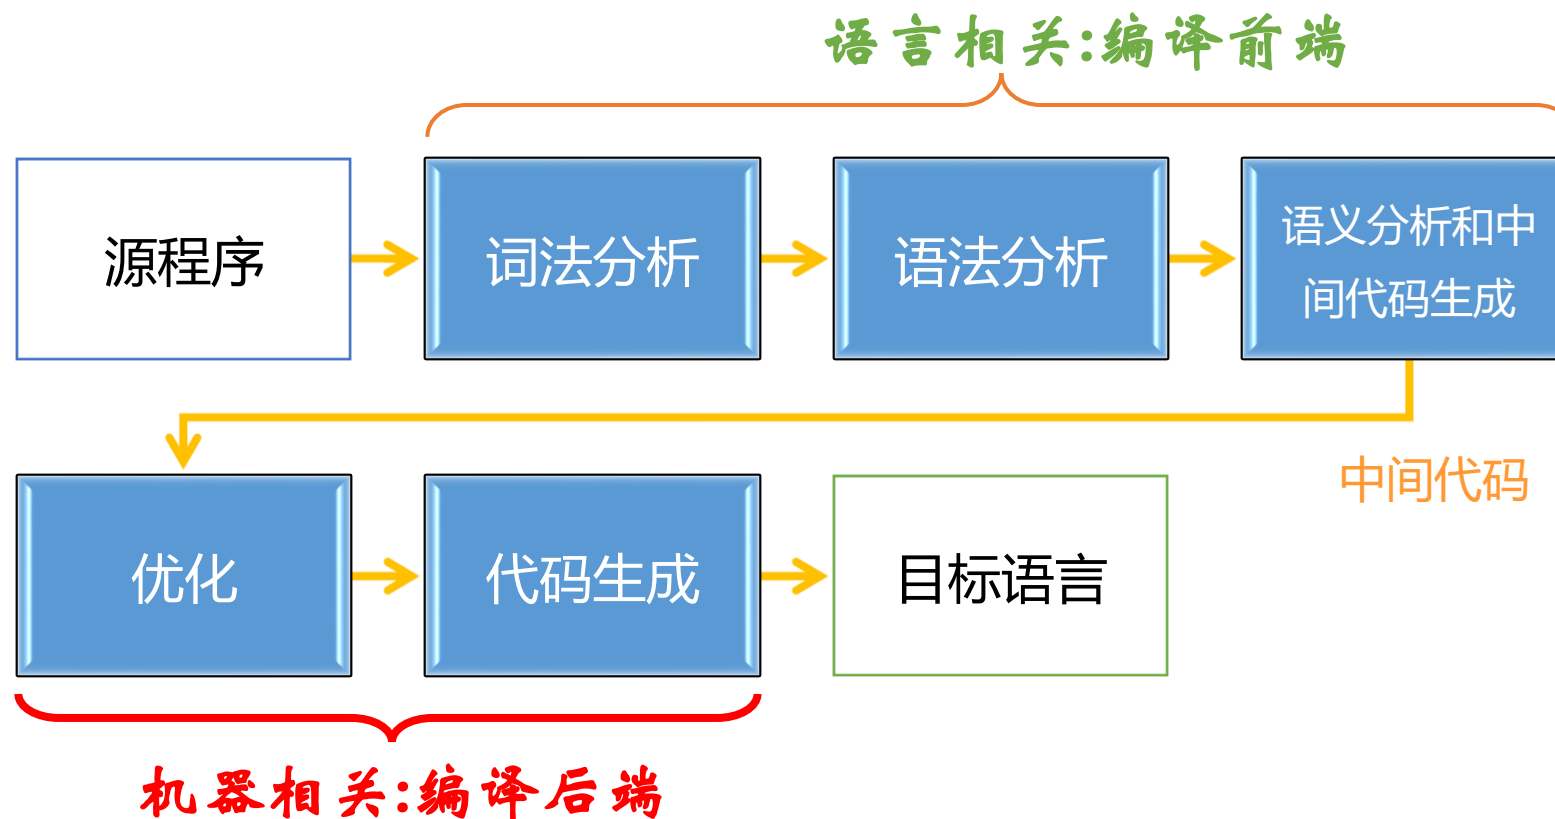 语言相关:编译前端
源程序
词法分析
语法分析
语义分析和中
间代码生成
中间代码
优化
代码生成
目标语言
机器相关:编译后端